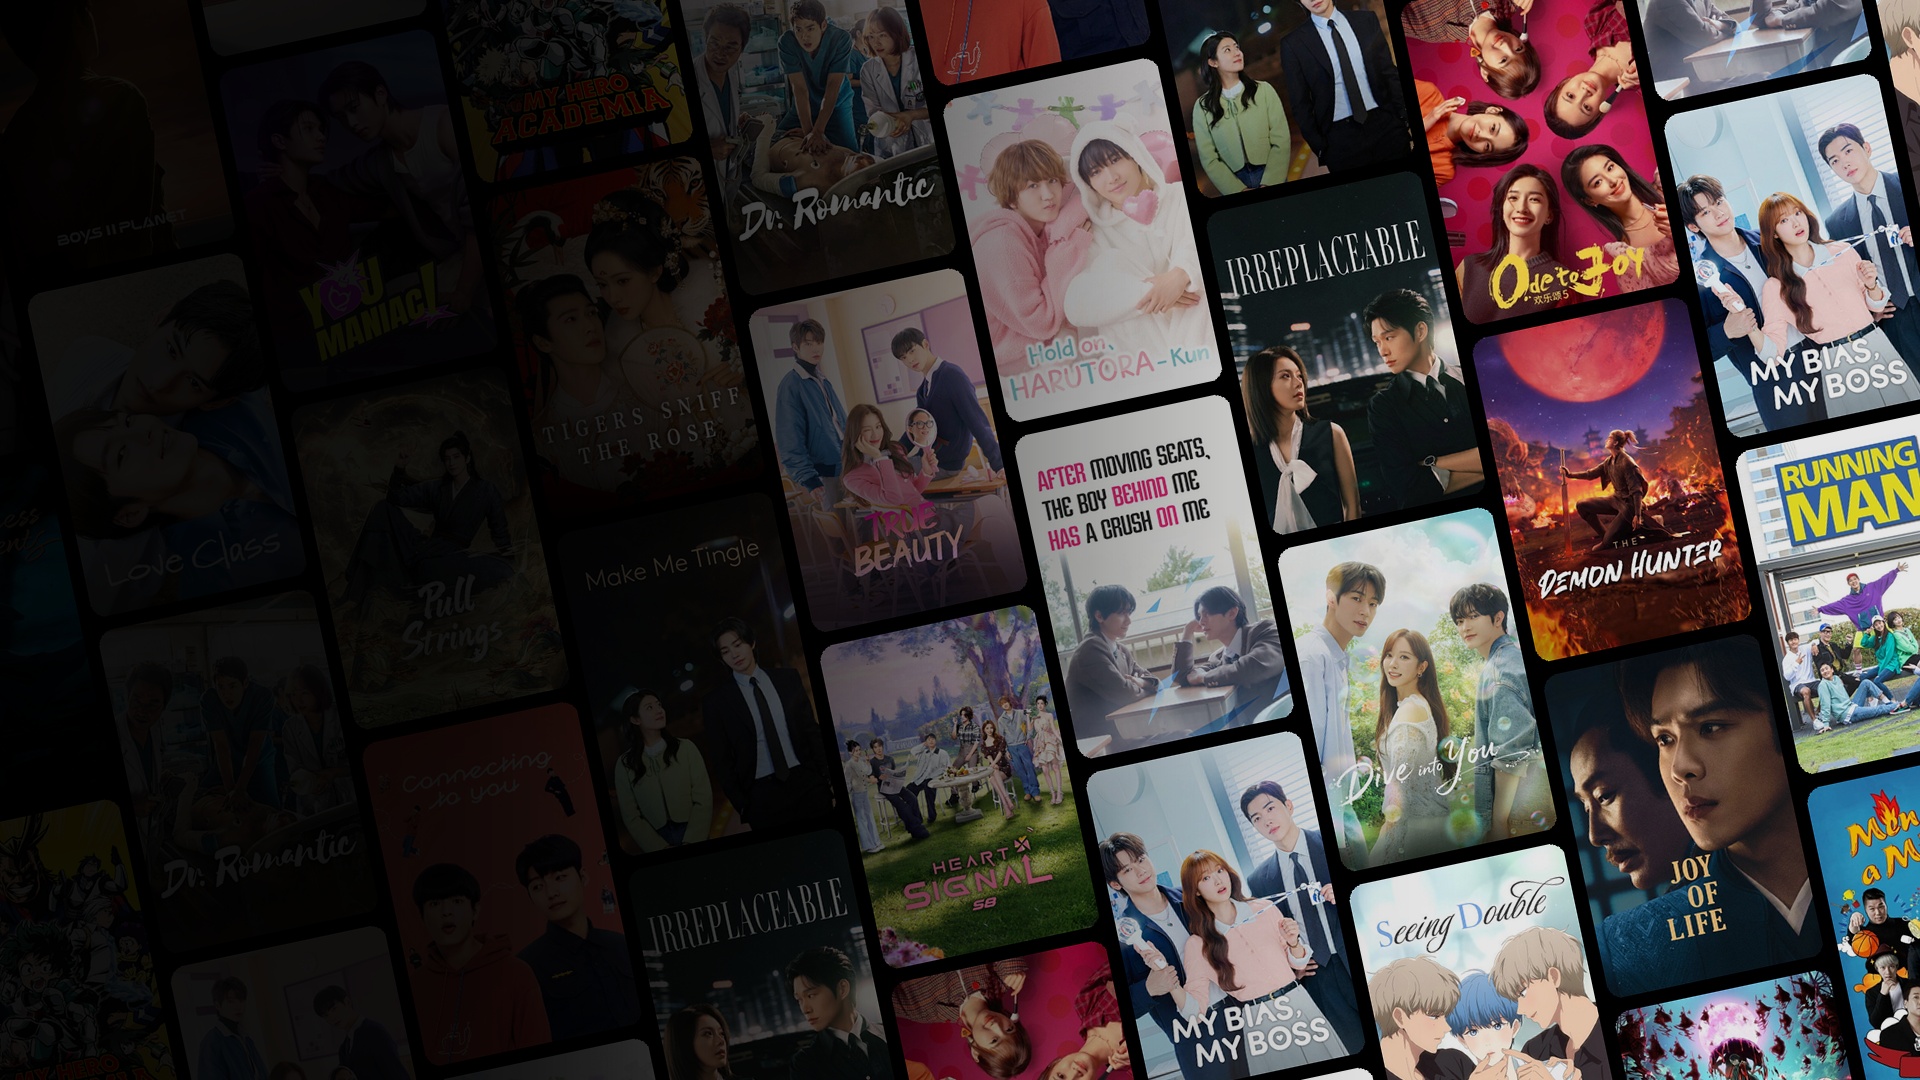 BOYS II PLANET
YOU
MANIAC!
MY HERO
ACADEMIA
Dr. Romantic
Hold on,
HARUTORA-Kun
IRREPLACEABLE
Ode to Joy
欢乐颂5
MY BIAS,
MY BOSS
Love Class
Pull
Strings
TIGERS SNIFF
THE ROSE
TRUE
BEAUTY
AFTER MOVING SEATS,
THE BOY BEHIND ME
HAS A CRUSH ON ME
THE
DEMON HUNTER
RUNNING
MAN
Dr. Romantic
Connecting
to you
Make Me Tingle
HEART
SIGNAL
S8
Dive into You
JOY
OF
LIFE
IRREPLACEABLE
MY BIAS,
MY BOSS
Seeing Double
MY HERO